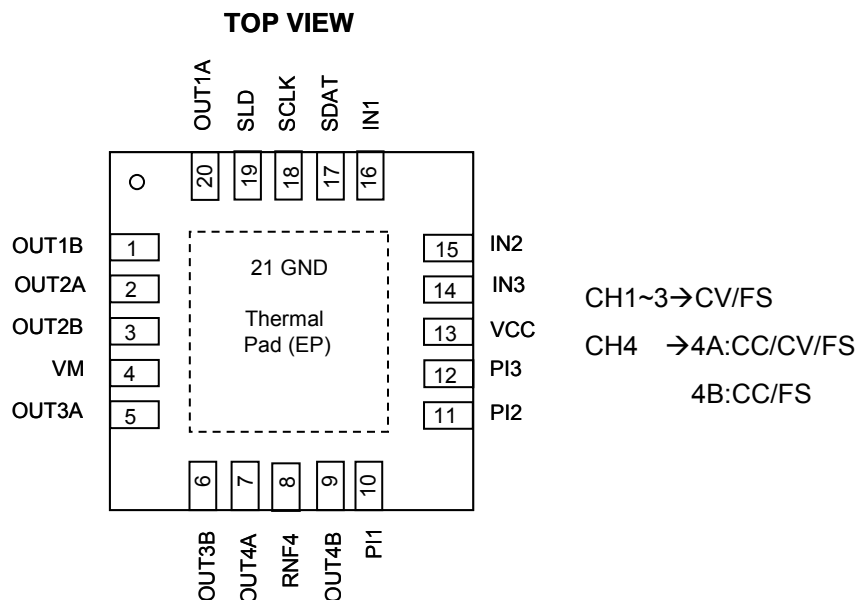 TOP VIEW
OUT1A
SLD
SCLK
SDAT
IN1
20
19
18
17
16
OUT1B 1
OUT2A 2
OUT2B 3
VM 4
OUT3A 5
21 GND
Thermal
Pad (EP)
15 IN2
14 IN3
13 VCC
12 PI3
11 PI2
6
7
8
9
10
OUT3B
OUT4A
RNF4
OUT4B
PI1
CH1~3→CV/FS
CH4 →4A:CC/CV/FS
4B:CC/FS